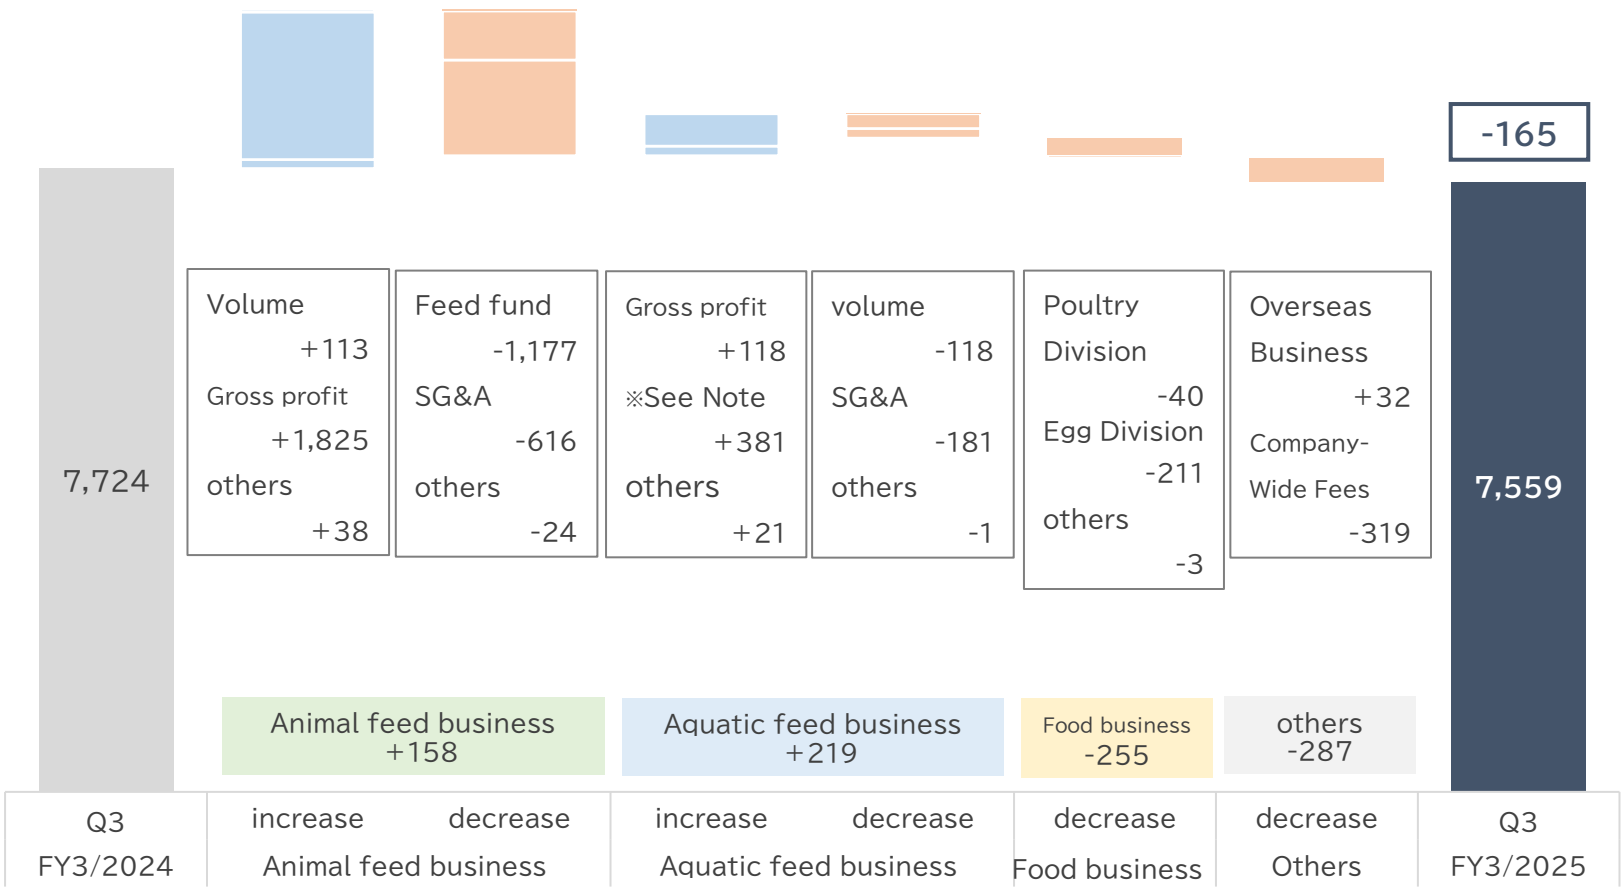 -165
7,724
Volume
+113
Gross profit
+1,825
others
+38
Feed fund
-1,177
SG&A
-616
others
-24
Gross profit
+118
※See Note
+381
others
+21
volume
-118
SG&A
-181
others
-1
Poultry
Division
-40
Egg Division
-211
others
-3
Overseas
Business
+32
Company-
Wide Fees
-319
7,559
Animal feed business
+158
Aquatic feed business
+219
Food business
-255
others
-287
Q3
FY3/2024
increase
decrease
Animal feed business
increase
decrease
Aquatic feed business
decrease
Food business
decrease
Others
Q3
FY3/2025